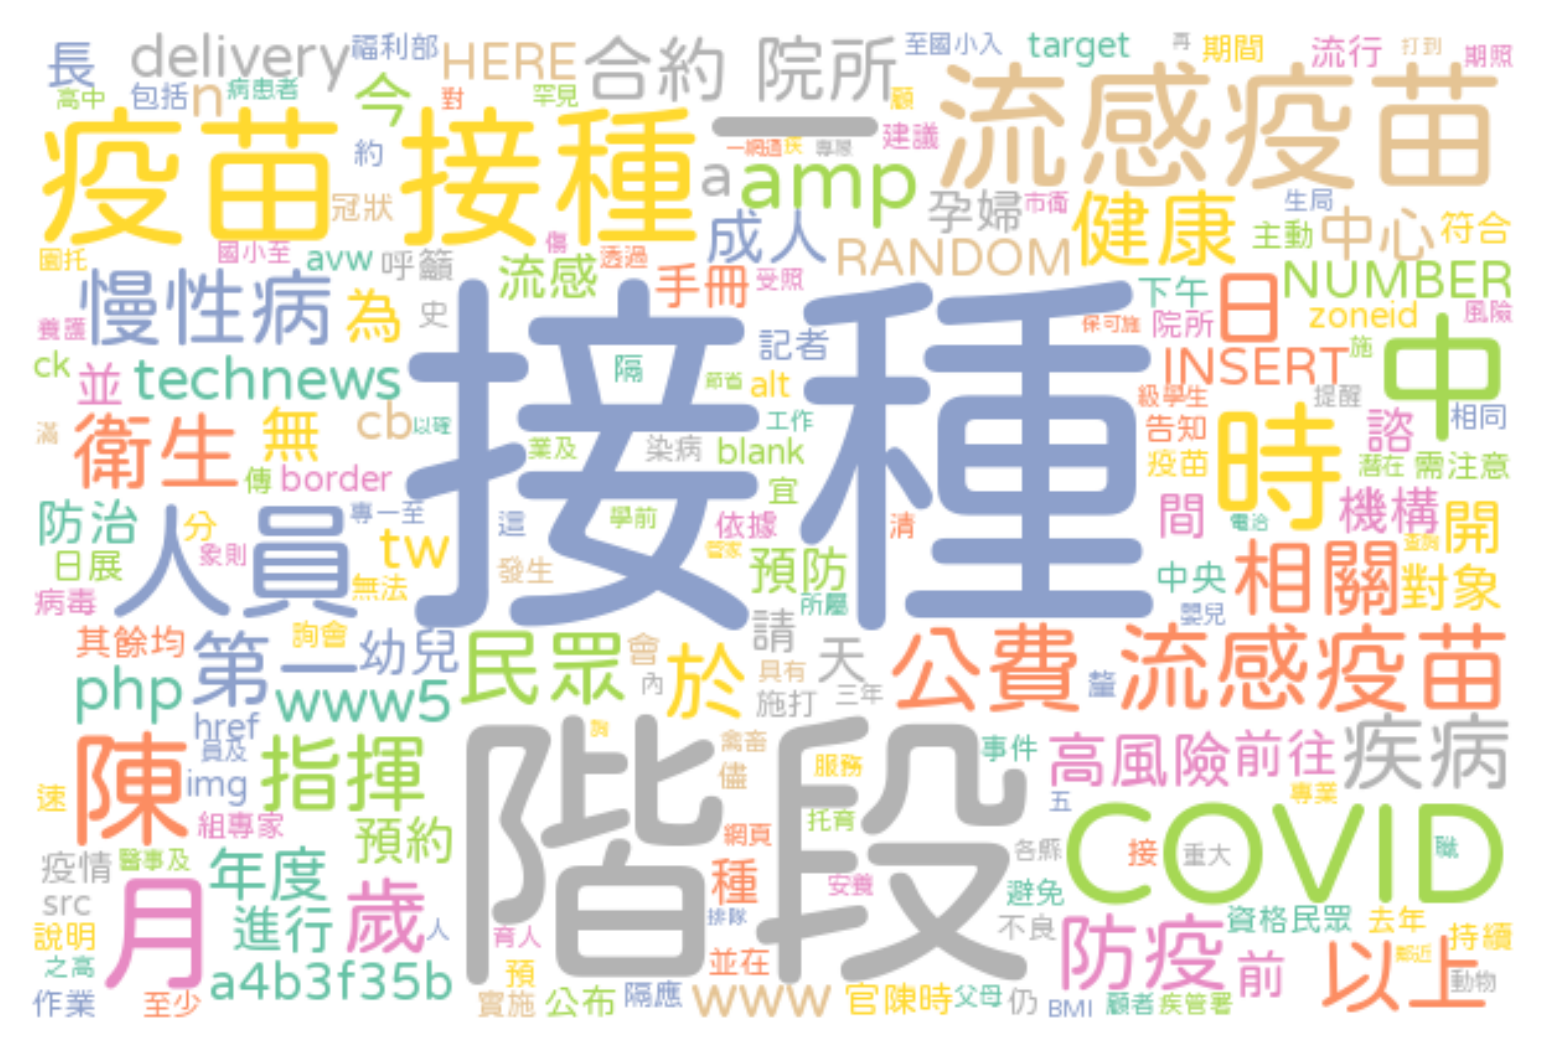 長 delivery 福利部 HERE 合約 院所 至國小入 target 再 期間 流行 打到 期照
高中 包括 n 病患者 今 對 罕見 顧 流感疫苗
疫苗 接種 約 一 建議
一網通 疾 專隊
冠狀 a amp 孕婦 市衛 健康 生局 主動 中心 符合
園托 國小至 avw 呼籲 傷 流感 透過 成人 RANDOM NUMBER
慢性病 為 史 手冊 受照 下午 日 zoneid 風險
養護 接種 記者 保可施 院所 INSERT 施 中
ck 並 technews 隔 節省 alt 級學生 提醒 相同
滿 衛生 無 cb 以確 工作 告知 時 諮
傳 border 業及 染病 blank 疫苗 潛在 需注意
防治 人員 分 專一至 這 學前 依據 宜 清 間 電洽 機構 開
日展 象則 tw 發生 管家 預防 中央 相關 查詢 對象
病毒 無法 所屬 嬰兒
其餘均 第一 詢會 幼兒 民眾 會 於 請 天 公費 流感疫苗
php www5 內 具有 施打 三年 釐
href 員及 階段 詢 禽畜 事件 高風險 前往 疾病
陳 img 指揮 儘 服務 專業
速 組專家 預約 網頁 托育 五 COVID
疫情 醫事及 年度 種 安養 各縣 接 重大 職
src 月 歲 避免
說明 進行 人 育人 排隊 不良 防疫 資格民眾 去年 持續
之高 a4b3f35b 預 並在 前 以上 鄰近 動物
作業 至少 實施 公布 隔應 www 官陳時 父母 仍 BMI 顧者 疾管署